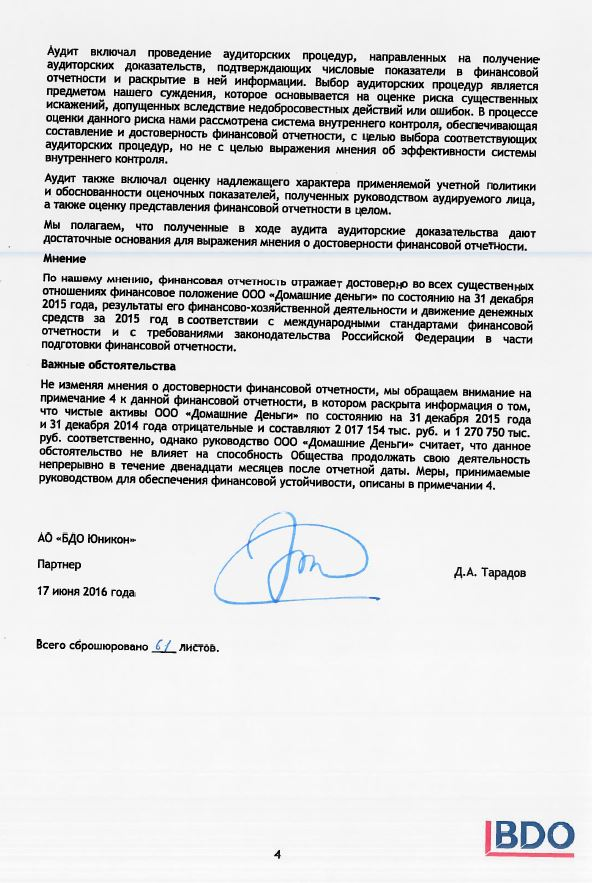 Аудит включал проведение аудиторских процедур, направленных на получение
аудиторских доказательств, подтверждающих числовые показатели в финансовой
отчетности и раскрытие в ней информации. Выбор аудиторских процедур является
предметом нашего суждения, которое основывается на оценке риска существенных
искажений, допущенных вследствие недобросовестных действий или ошибок. В процессе
оценки данного риска нами рассмотрена система внутреннего контроля, обеспечивающая
составление и достоверность финансовой отчетности, с целью выбора соответствующих
аудиторских процедур, но не с целью выражения мнения об эффективности системы
внутреннего контроля.
Аудит также включал оценку надлежащего характера применяемой учетной политики
и обоснованности оценочных показателей, полученных руководством аудируемого лица,
а также оценку представления финансовой отчетности в целом.
Мы полагаем, что полученные в ходе аудита аудиторские доказательства дают
достаточные основания для выражения мнения о достоверности финансовой отчетности.
Мнение
По нашему мнению, финансовая отчетность отражает достоверно во всех существенных
отношениях финансовое положение ООО «Домашние деньги» по состоянию на 31 декабря
2015 года, результаты его финансово-хозяйственной деятельности и движение денежных
средств за 2015 год в соответствии с международными стандартами финансовой
отчетности и с требованиями законодательства Российской Федерации в части
подготовки финансовой отчетности.
Важные обстоятельства
Не изменяя мнения о достоверности финансовой отчетности, мы обращаем внимание на
примечание 4 к данной финансовой отчетности, в котором раскрыта информация о том,
что чистые активы ООО «Домашние Деньги» по состоянию на 31 декабря 2015 года
и 31 декабря 2014 года отрицательные и составляют 2 017 154 тыс. руб. и 1 270 750 тыс.
руб. соответственно, однако руководство ООО «Домашние Деньги» считает, что данное
обстоятельство не влияет на способность Общества продолжать свою деятельность
непрерывно в течение двенадцати месяцев после отчетной даты. Меры, принимаемые
руководством для обеспечения финансовой устойчивости, описаны в примечании 4.
АО «БДО Юникон»
Партнер
Д.А. Тарадов
17 июня 2016 года
Всего сброшюровано 61 листов.
BDO
4